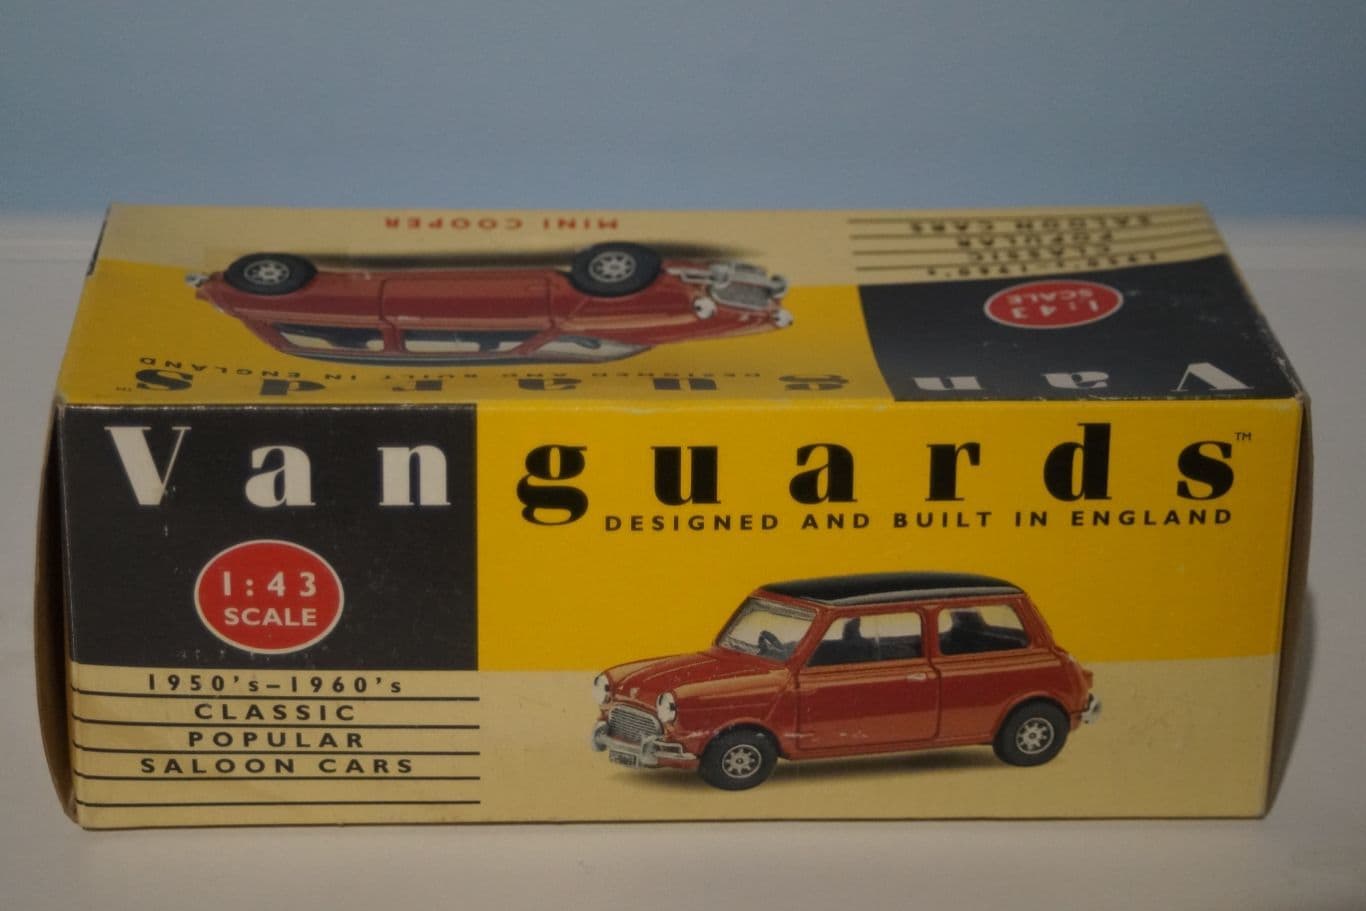 MINI COOPER
1950's-1960's
CLASSIC
POPULAR
SALOON CARS
1:43
SCALE
Vanguards™
DESIGNED AND BUILT IN ENGLAND
Vanguards™
DESIGNED AND BUILT IN ENGLAND
1:43
SCALE
1950's-1960's
CLASSIC
POPULAR
SALOON CARS